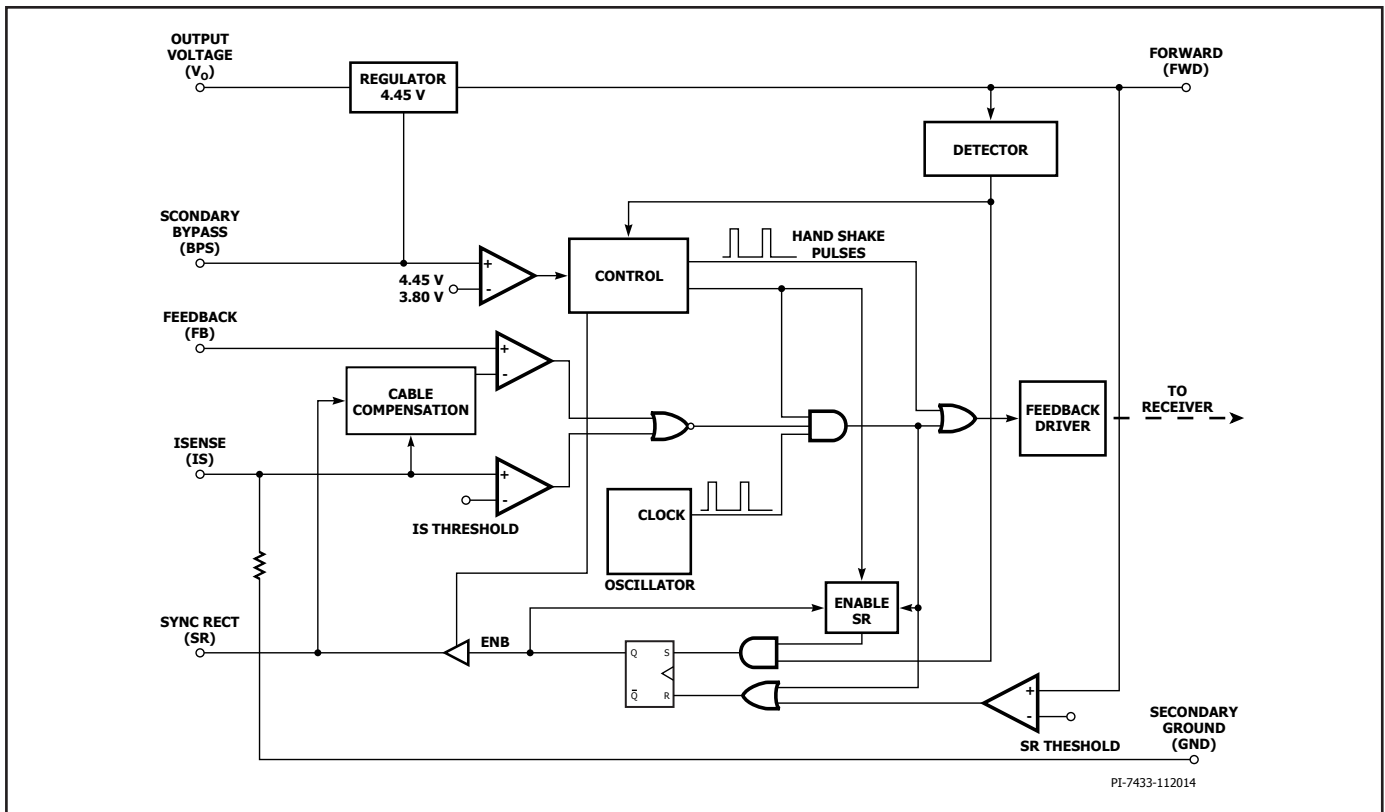 OUTPUT
VOLTAGE
(VO)
REGULATOR
4.45 V
FORWARD
(FWD)
DETECTOR
SCONDARY
BYPASS
(BPS)
+
-
4.45 V
3.80 V
CONTROL
HAND SHAKE
PULSES
FEEDBACK
(FB)
+
-
CABLE
COMPENSATION
FEEDBACK
DRIVER
TO
RECEIVER
ISENSE
(IS)
+
-
IS THRESHOLD
CLOCK
OSCILLATOR
ENABLE
SR
SYNC RECT
(SR)
ENB
Q
S
Q̅
R
+
-
SR THESHOLD
SECONDARY
GROUND
(GND)
PI-7433-112014